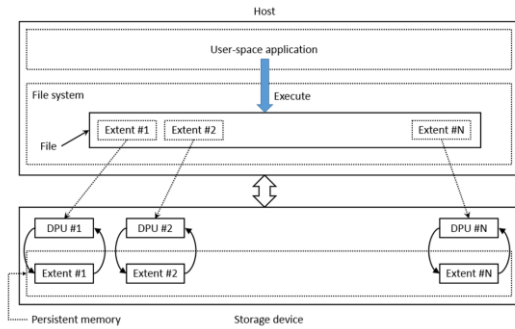 Host
User-space application
File system
Execute
Extent #1
Extent #2
Extent #N
File
DPU #1
DPU #2
DPU #N
Extent #1
Extent #2
Extent #N
Persistent memory
Storage device